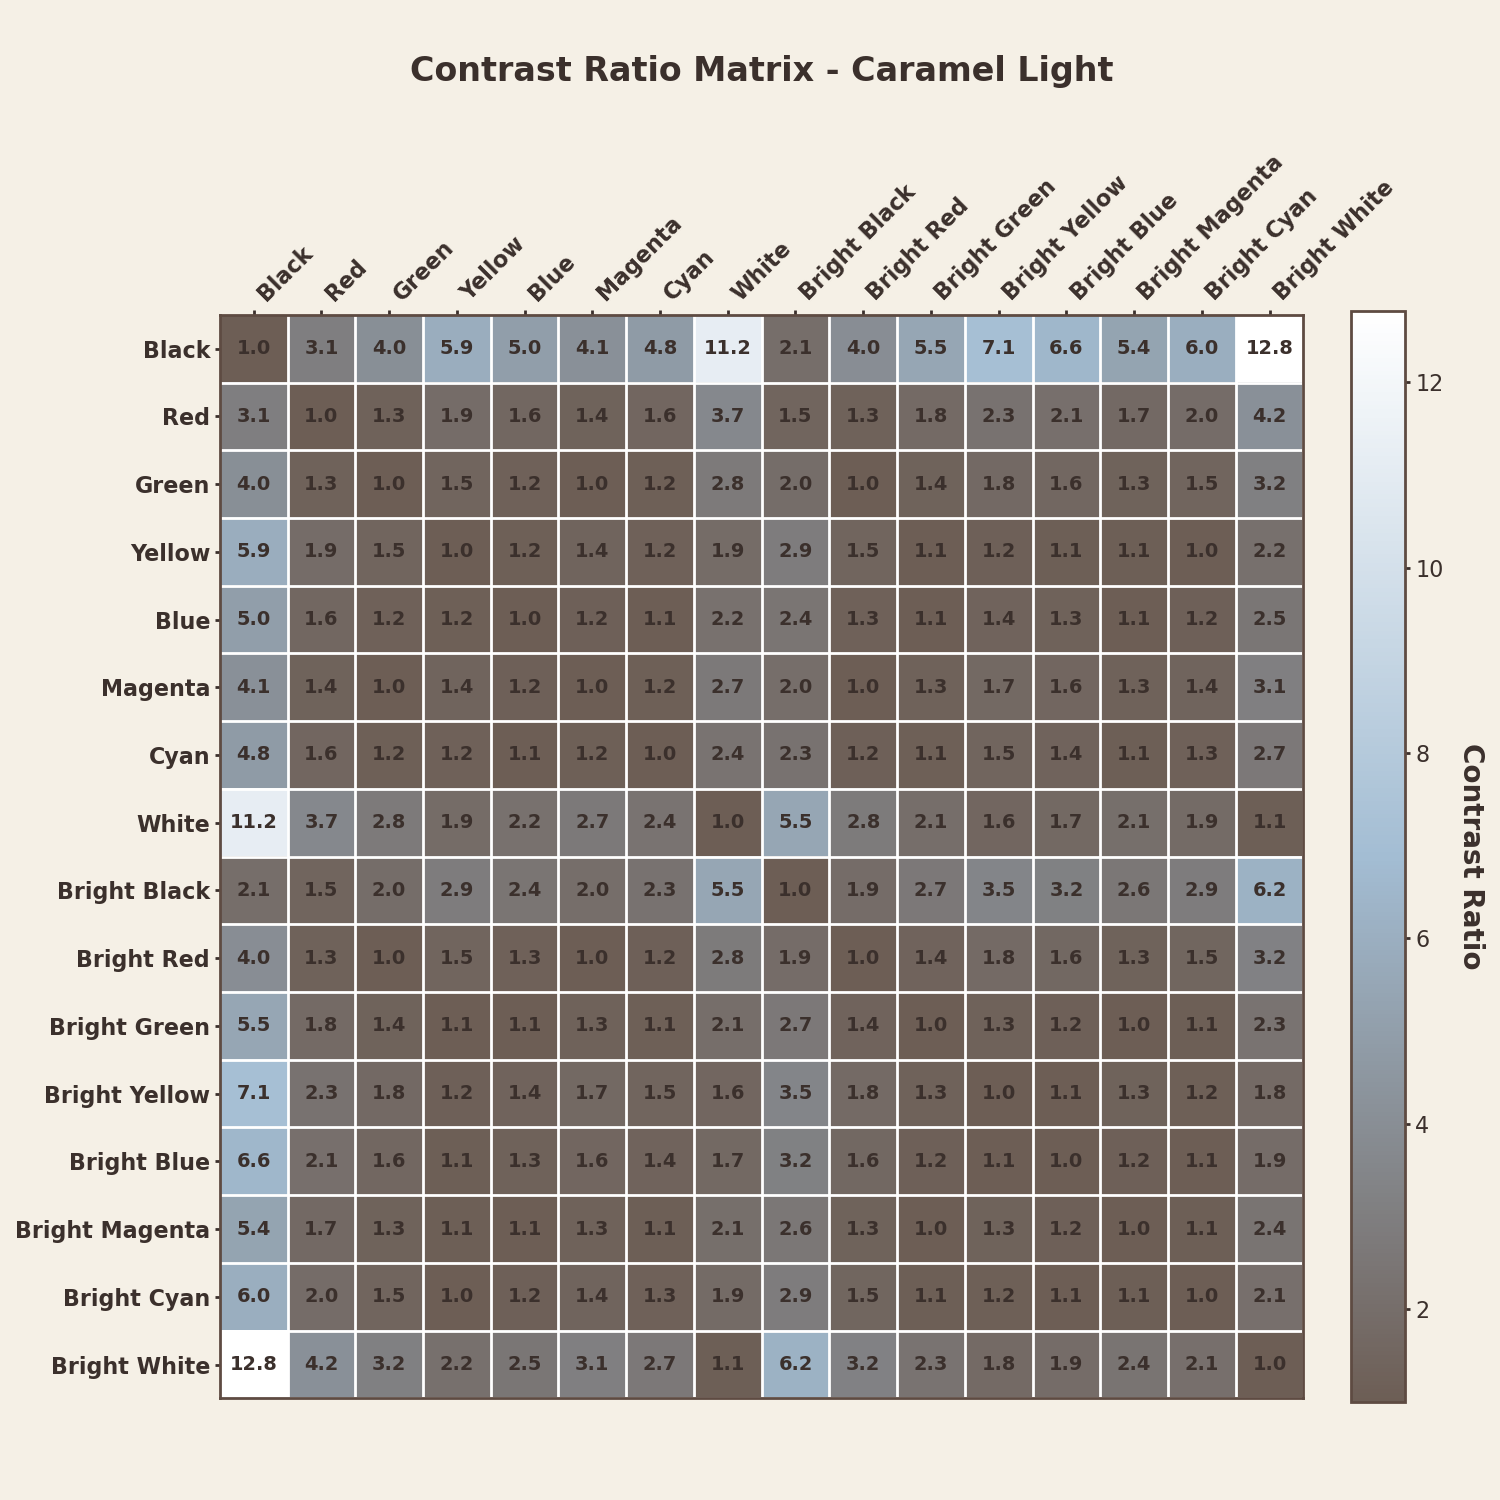 Contrast Ratio Matrix - Caramel Light
Black Red Green Yellow Blue Magenta Cyan White Bright Black Bright Red Bright Green Bright Yellow Bright Blue Bright Magenta Bright Cyan Bright White
Black 1.0 3.1 4.0 5.9 5.0 4.1 4.8 11.2 2.1 4.0 5.5 7.1 6.6 5.4 6.0 12.8
Red 3.1 1.0 1.3 1.9 1.6 1.4 1.6 3.7 1.5 1.3 1.8 2.3 2.1 1.7 2.0 4.2
Green 4.0 1.3 1.0 1.5 1.2 1.0 1.2 2.8 2.0 1.0 1.4 1.8 1.6 1.3 1.5 3.2
Yellow 5.9 1.9 1.5 1.0 1.2 1.4 1.2 1.9 2.9 1.5 1.1 1.2 1.1 1.1 1.0 2.2
Blue 5.0 1.6 1.2 1.2 1.0 1.2 1.1 2.2 2.4 1.3 1.1 1.4 1.3 1.1 1.2 2.5
Magenta 4.1 1.4 1.0 1.4 1.2 1.0 1.2 2.7 2.0 1.0 1.3 1.7 1.6 1.3 1.4 3.1
Cyan 4.8 1.6 1.2 1.2 1.1 1.2 1.0 2.4 2.3 1.2 1.1 1.5 1.4 1.1 1.3 2.7
White 11.2 3.7 2.8 1.9 2.2 2.7 2.4 1.0 5.5 2.8 2.1 1.6 1.7 2.1 1.9 1.1
Bright Black 2.1 1.5 2.0 2.9 2.4 2.0 2.3 5.5 1.0 1.9 2.7 3.5 3.2 2.6 2.9 6.2
Bright Red 4.0 1.3 1.0 1.5 1.3 1.0 1.2 2.8 1.9 1.0 1.4 1.8 1.6 1.3 1.5 3.2
Bright Green 5.5 1.8 1.4 1.1 1.1 1.3 1.1 2.1 2.7 1.4 1.0 1.3 1.2 1.0 1.1 2.3
Bright Yellow 7.1 2.3 1.8 1.2 1.4 1.7 1.5 1.6 3.5 1.8 1.3 1.0 1.1 1.3 1.2 1.8
Bright Blue 6.6 2.1 1.6 1.1 1.3 1.6 1.4 1.7 3.2 1.6 1.2 1.1 1.0 1.2 1.1 1.9
Bright Magenta 5.4 1.7 1.3 1.1 1.1 1.3 1.1 2.1 2.6 1.3 1.0 1.3 1.2 1.0 1.1 2.4
Bright Cyan 6.0 2.0 1.5 1.0 1.2 1.4 1.3 1.9 2.9 1.5 1.1 1.2 1.1 1.1 1.0 2.1
Bright White 12.8 4.2 3.2 2.2 2.5 3.1 2.7 1.1 6.2 3.2 2.3 1.8 1.9 2.4 2.1 1.0
12
10
8
6
4
2
Contrast Ratio